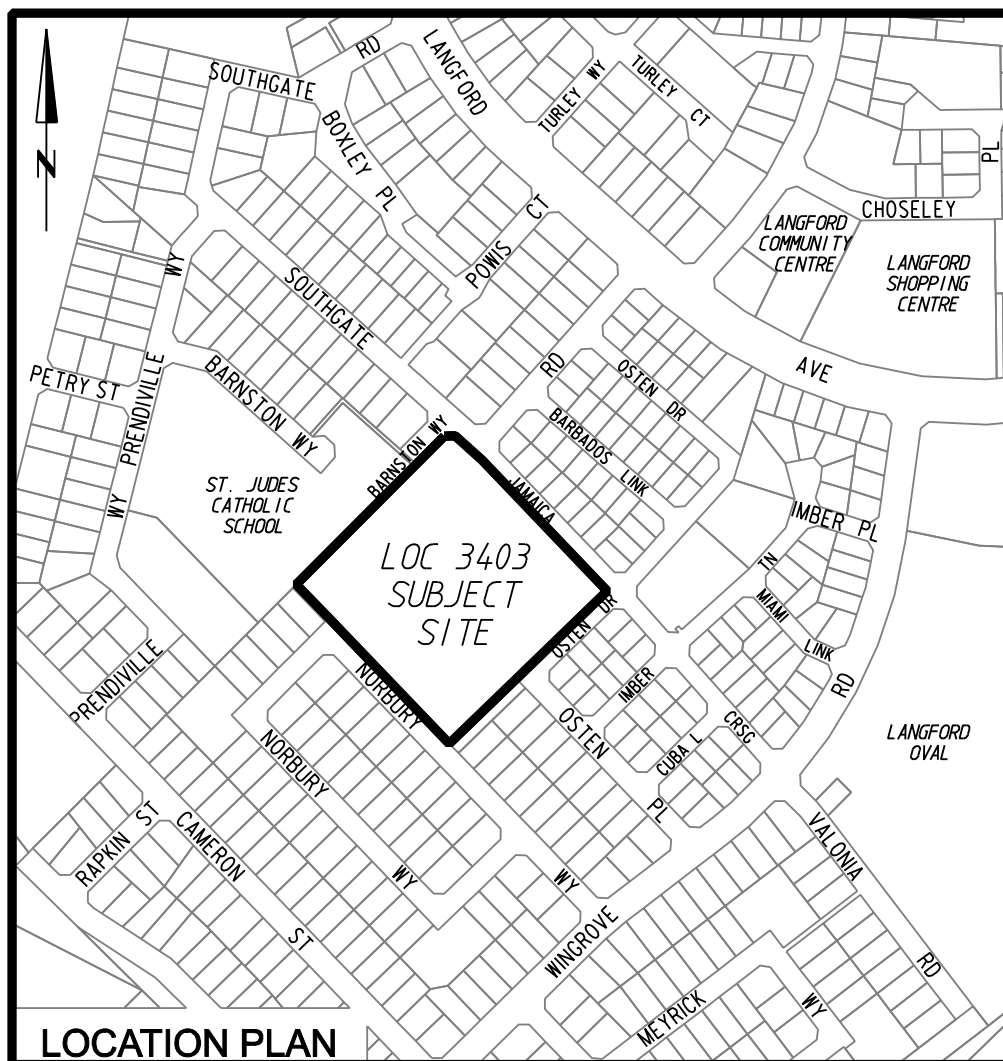 RD
LANGFORD
SOUTHGATE
TURLEY WY
TURLEY CT
BOXLEY PL
N
PL
CHOSELEY
LANGFORD
COMMUNITY
CENTRE
LANGFORD
SHOPPING
CENTRE
POWIS CT
WY
SOUTHGATE
AVE
RD
OSTEN DR
PETRY ST
PRENDIVILLE
BARNSTON WY
BARBADOS LINK
BARNSTON WY
JAMAICA
ST. JUDES
CATHOLIC
SCHOOL
WY
IMBER PL
LOC 3403
SUBJECT
SITE
TN
MIAMI LINK
OSTEN DR
PRENDIVILLE
NORBURY
IMBER
RD
OSTEN PL
CRSG
CUBA L
LANGFORD
OVAL
NORBURY WY
RAPKIN ST
CAMERON ST
WY
VALONIA RD
WINGROVE
MEYRICK
WY
LOCATION PLAN